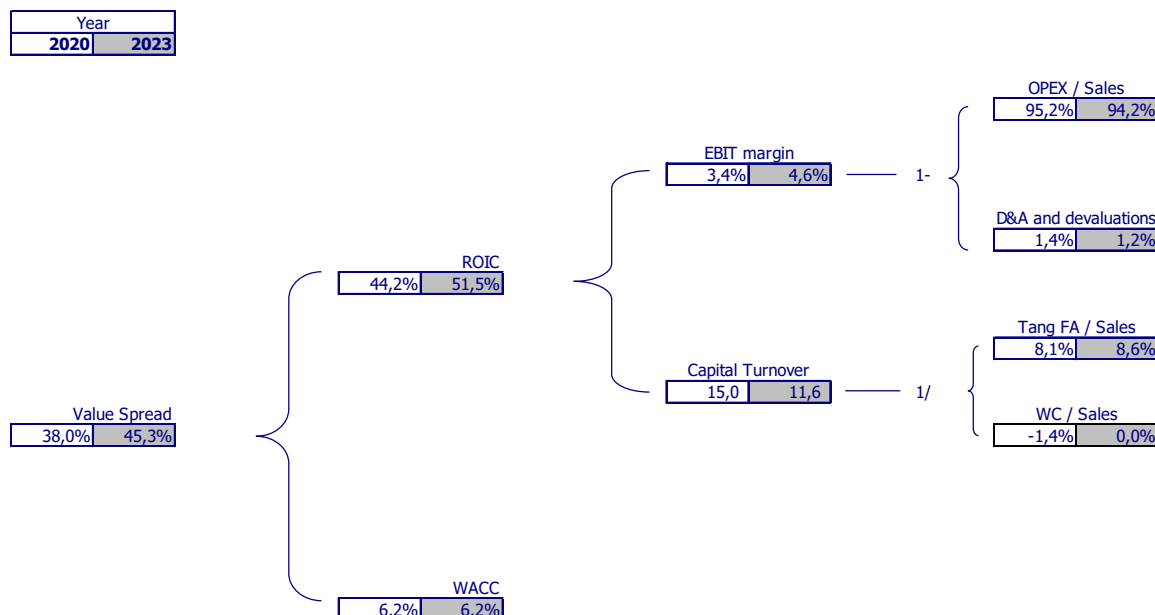 Year
2020 2023
OPEX / Sales
95,2% 94,2%
EBIT margin
3,4% 4,6%
1-
D&A and devaluations
1,4% 1,2%
ROIC
44,2% 51,5%
Tang FA / Sales
8,1% 8,6%
Capital Turnover
15,0 11,6
1/
Value Spread
38,0% 45,3%
WC / Sales
-1,4% 0,0%
WACC
6,2% 6,2%